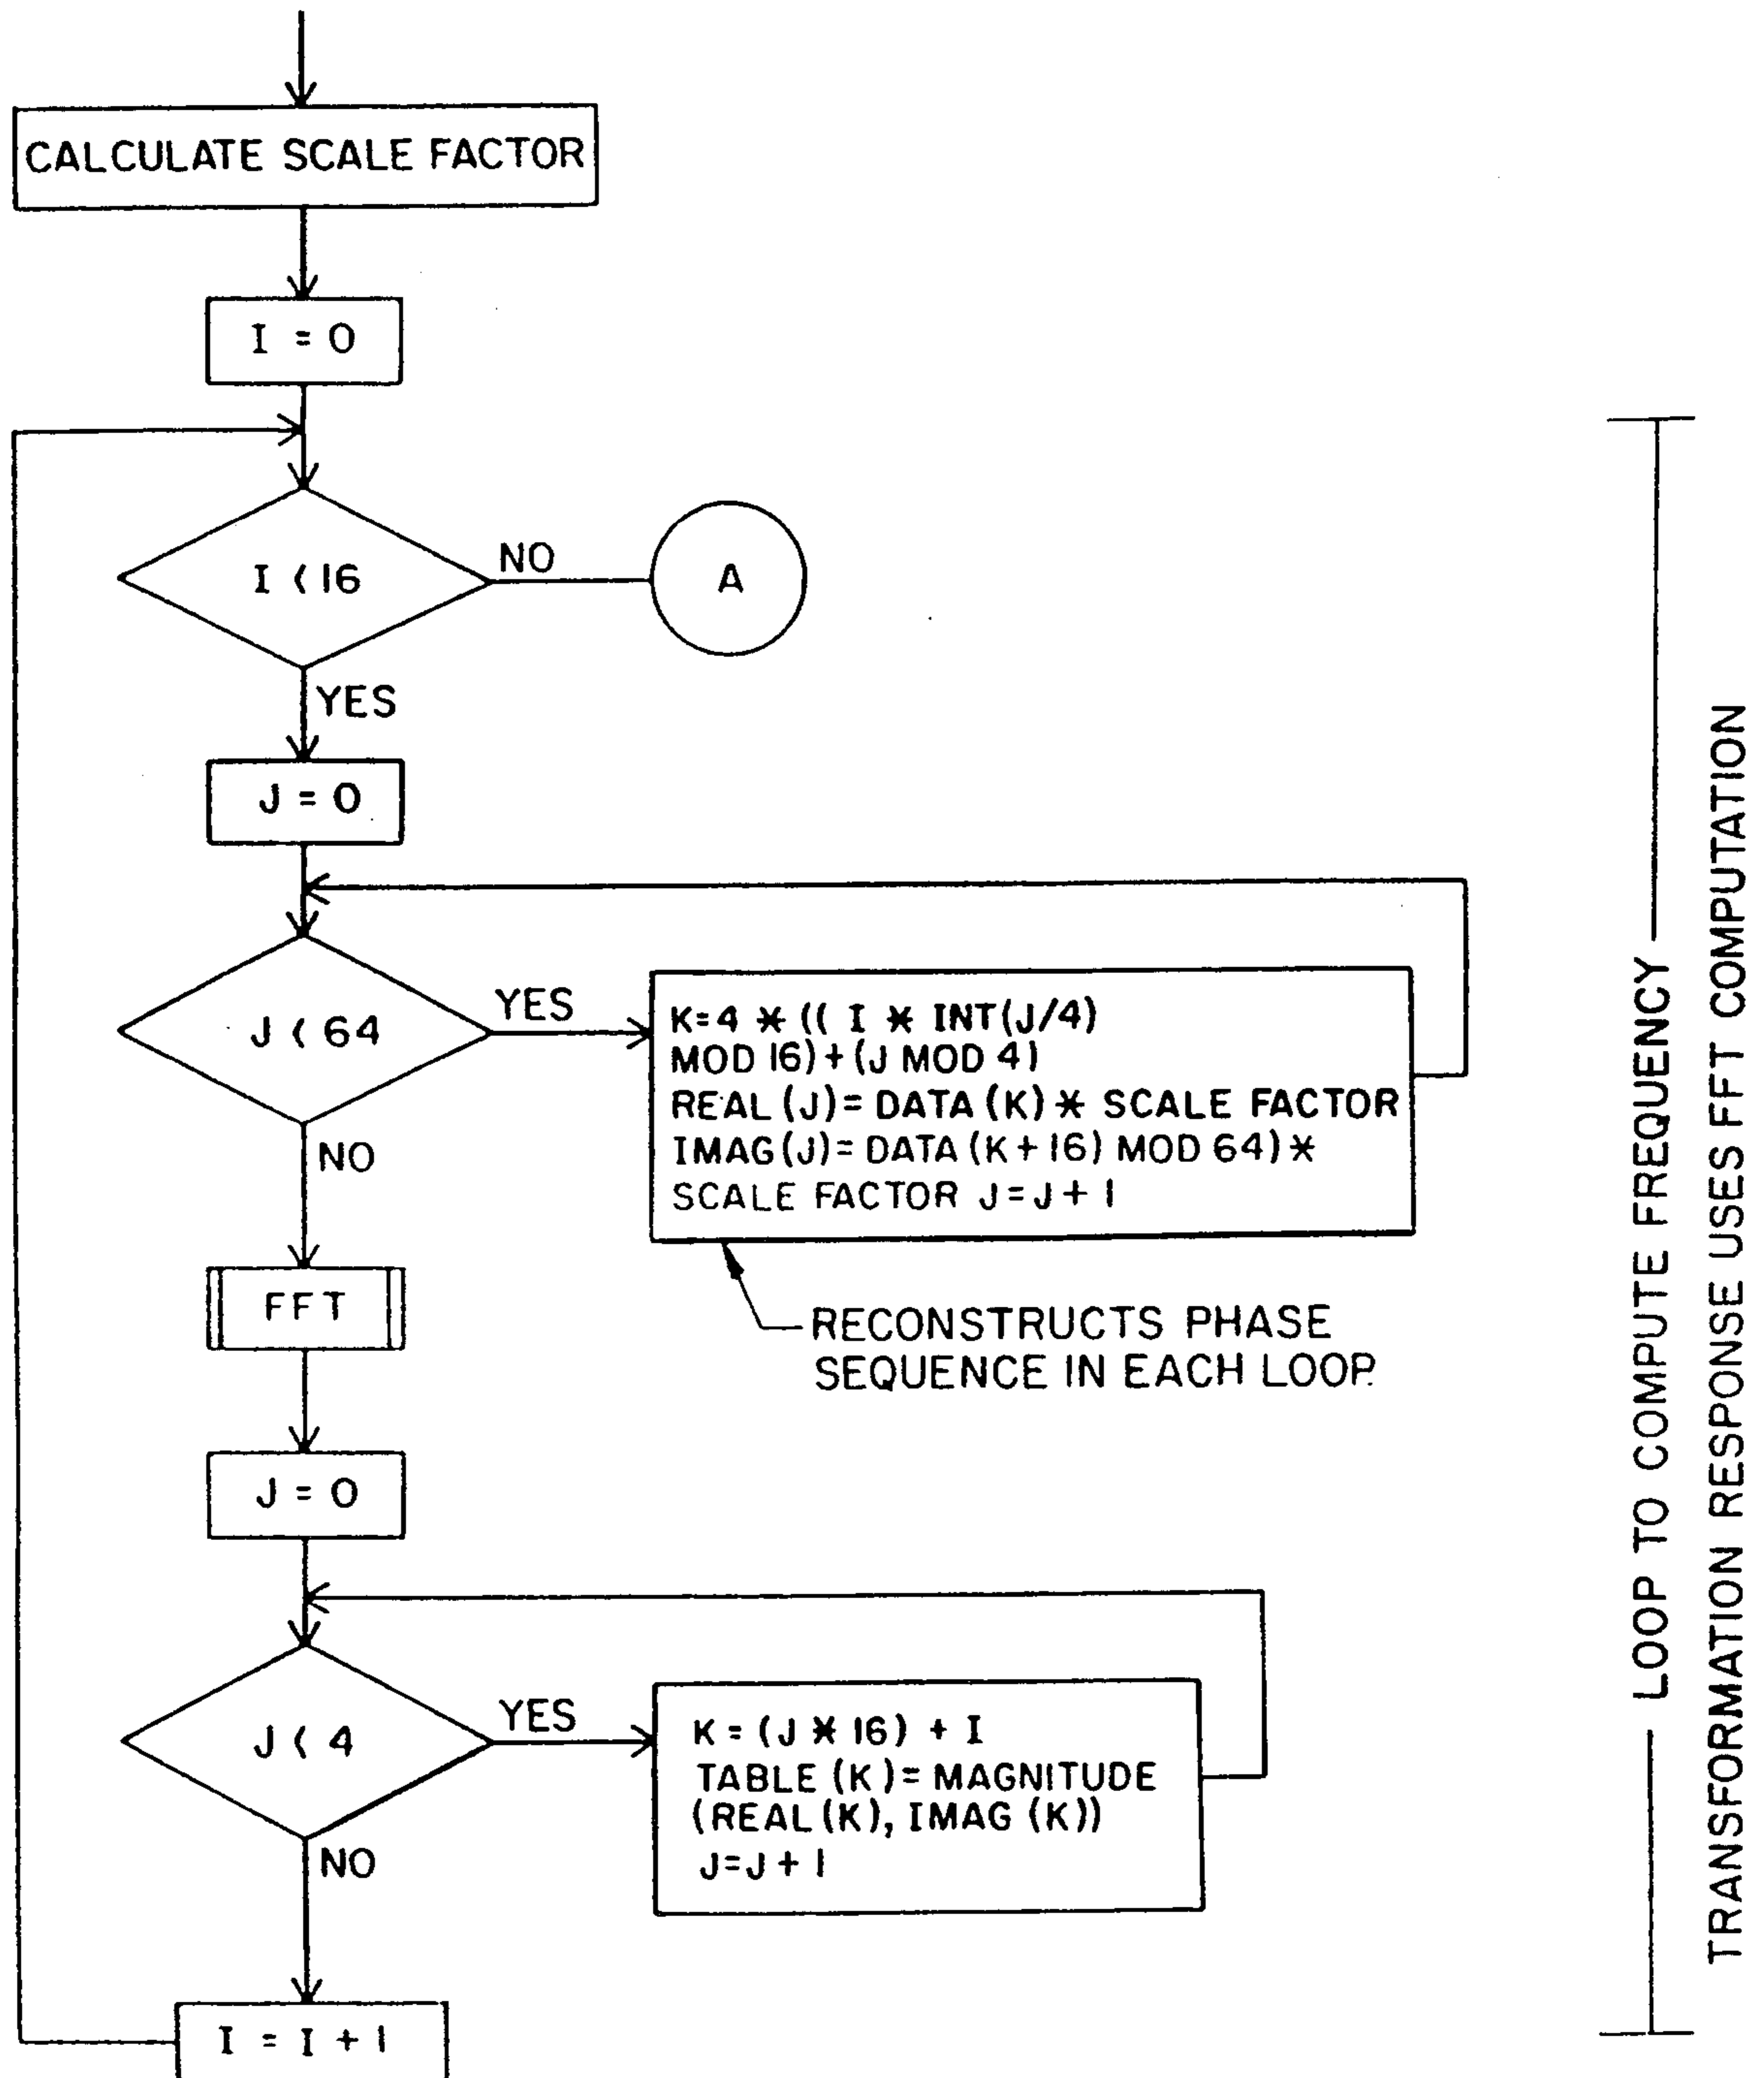 CALCULATE SCALE FACTOR
I = 0
I < 16
NO
A
YES
J = 0
J < 64
YES
K=4 * (( I * INT(J/4)
MOD 16)+(J MOD 4)
REAL (J)= DATA (K) * SCALE FACTOR
IMAG(J)= DATA (K+16) MOD 64) *
SCALE FACTOR J=J+1
NO
RECONSTRUCTS PHASE
SEQUENCE IN EACH LOOP.
FFT
J = 0
J < 4
YES
K = (J * 16) + I
TABLE (K)= MAGNITUDE
(REAL (K), IMAG (K))
J=J+1
NO
I = I + 1
LOOP TO COMPUTE FREQUENCY
TRANSFORMATION RESPONSE USES FFT COMPUTATION